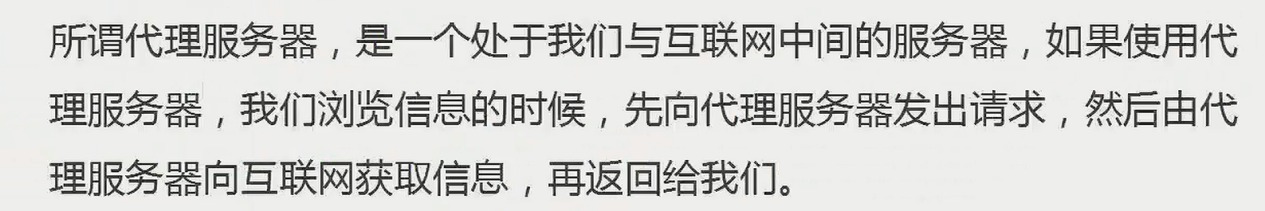 所谓代理服务器，是一个处于我们与互联网中间的服务器，如果使用代
理服务器，我们浏览信息的时候，先向代理服务器发出请求，然后由代
理服务器向互联网获取信息，再返回给我们。